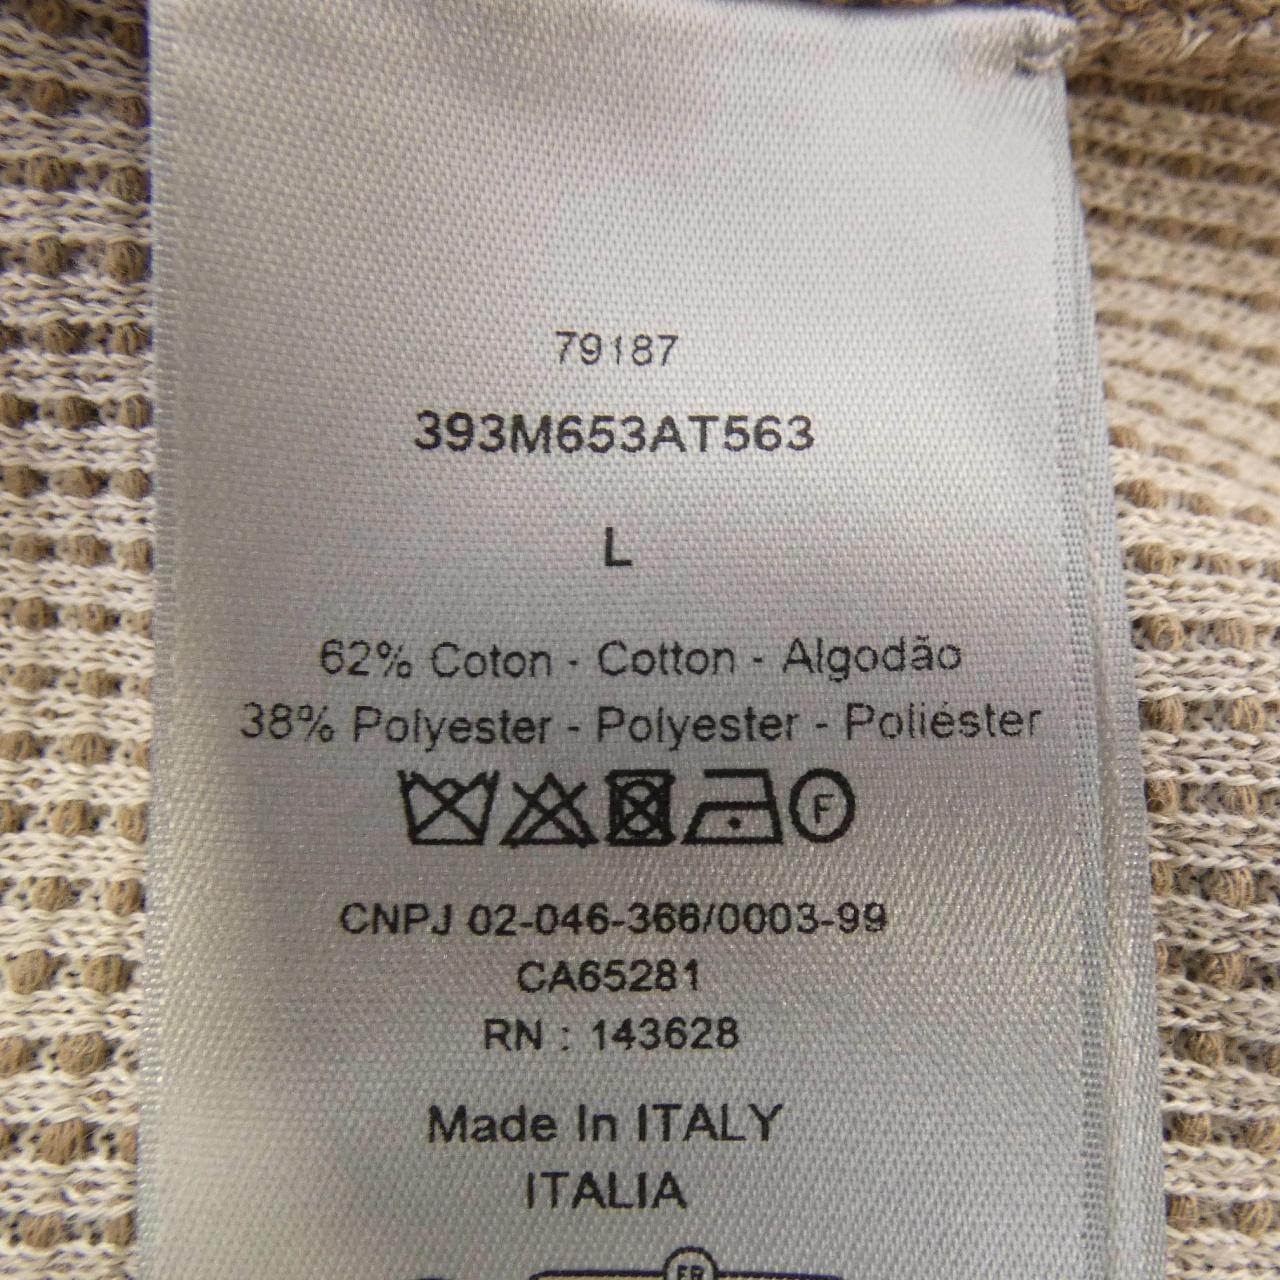 79187
393M653AT563
L
62% Coton - Cotton - Algodão
38% Polyester - Polyester - Poliéster
F
CNPJ 02-046-366/0003-99
CA65281
RN : 143628
Made In ITALY
ITALIA
FR